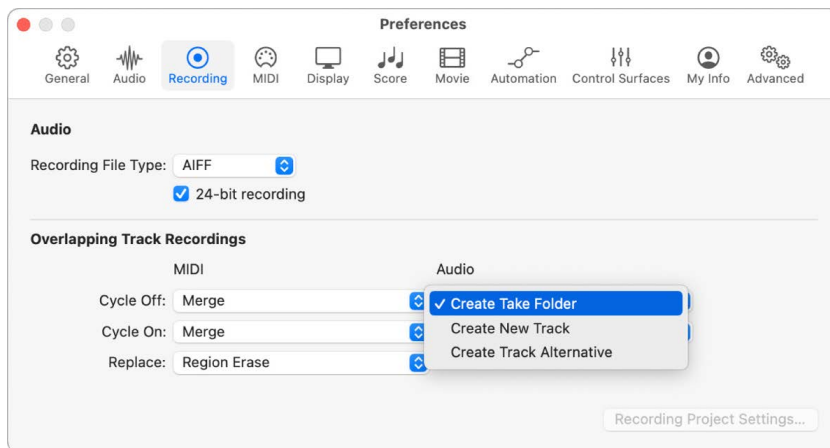 Preferences
General Audio Recording MIDI Display Score Movie Automation Control Surfaces My Info Advanced
Audio
Recording File Type: AIFF
24-bit recording
Overlapping Track Recordings
MIDI Audio
Cycle Off: Merge Create Take Folder
Create New Track
Cycle On: Merge
Create Track Alternative
Replace: Region Erase
Recording Project Settings...